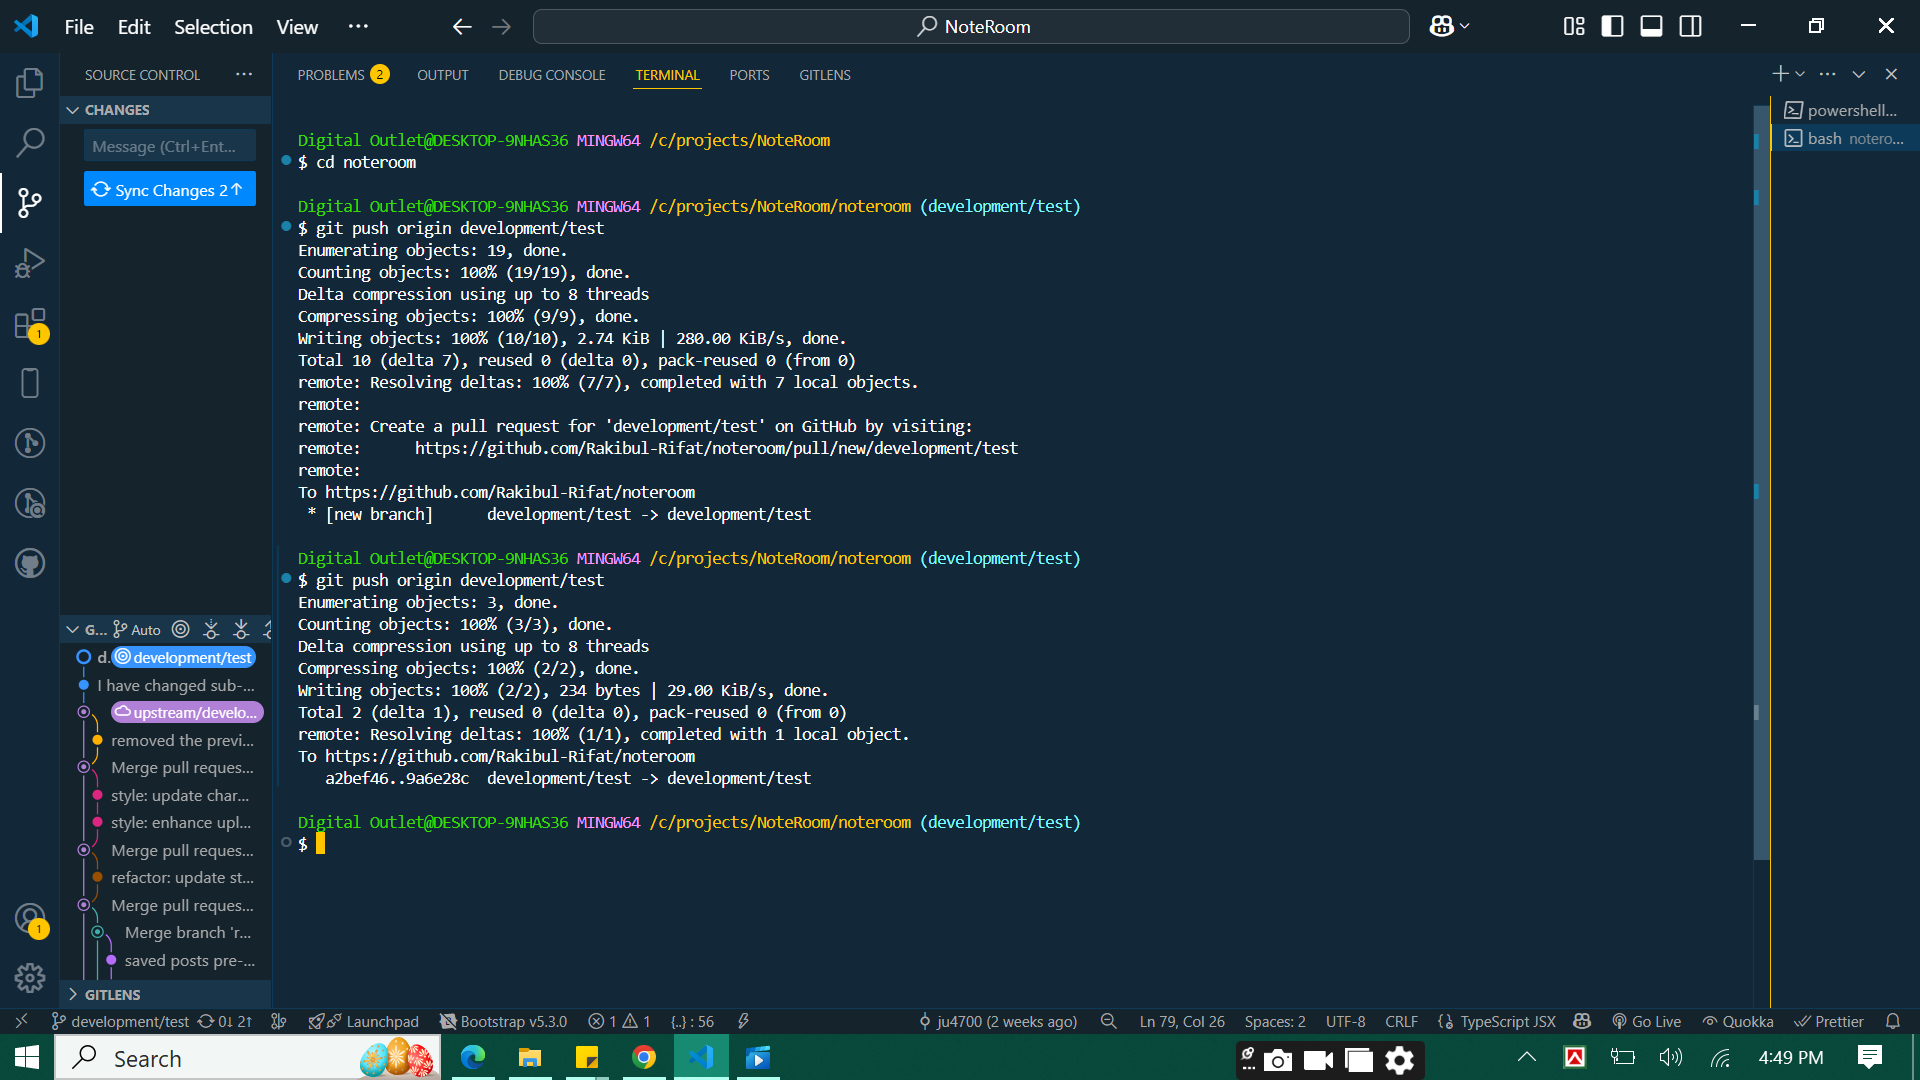 File Edit Selection View ...
NoteRoom
SOURCE CONTROL ...
CHANGES
Message (Ctrl+Ent...
Sync Changes 2↑
PROBLEMS 2 OUTPUT DEBUG CONSOLE TERMINAL PORTS GITLENS
powershell...
bash notero...
Digital Outlet@DESKTOP-9NHAS36 MINGW64 /c/projects/NoteRoom
$ cd noteroom
Digital Outlet@DESKTOP-9NHAS36 MINGW64 /c/projects/NoteRoom/noteroom (development/test)
$ git push origin development/test
Enumerating objects: 19, done.
Counting objects: 100% (19/19), done.
Delta compression using up to 8 threads
Compressing objects: 100% (9/9), done.
Writing objects: 100% (10/10), 2.74 KiB | 280.00 KiB/s, done.
Total 10 (delta 7), reused 0 (delta 0), pack-reused 0 (from 0)
remote: Resolving deltas: 100% (7/7), completed with 7 local objects.
remote:
remote: Create a pull request for 'development/test' on GitHub by visiting:
remote:      https://github.com/Rakibul-Rifat/noteroom/pull/new/development/test
remote:
To https://github.com/Rakibul-Rifat/noteroom
 * [new branch]      development/test -> development/test
Digital Outlet@DESKTOP-9NHAS36 MINGW64 /c/projects/NoteRoom/noteroom (development/test)
$ git push origin development/test
Enumerating objects: 3, done.
Counting objects: 100% (3/3), done.
Delta compression using up to 8 threads
Compressing objects: 100% (2/2), done.
Writing objects: 100% (2/2), 234 bytes | 29.00 KiB/s, done.
Total 2 (delta 1), reused 0 (delta 0), pack-reused 0 (from 0)
remote: Resolving deltas: 100% (1/1), completed with 1 local object.
To https://github.com/Rakibul-Rifat/noteroom
   a2bef46..9a6e28c  development/test -> development/test
Digital Outlet@DESKTOP-9NHAS36 MINGW64 /c/projects/NoteRoom/noteroom (development/test)
$
G... Auto
d. development/test
I have changed sub-...
upstream/develo...
removed the previ...
Merge pull reques...
style: update char...
style: enhance upl...
Merge pull reques...
refactor: update st...
Merge pull reques...
Merge branch 'r...
saved posts pre-...
GITLENS
1
1
development/test 0↓ 2↑ Launchpad Bootstrap v5.3.0 1 1 {..} : 56 ju4700 (2 weeks ago) Ln 79, Col 26 Spaces: 2 UTF-8 CRLF TypeScript JSX Go Live Quokka Prettier
Search
4:49 PM